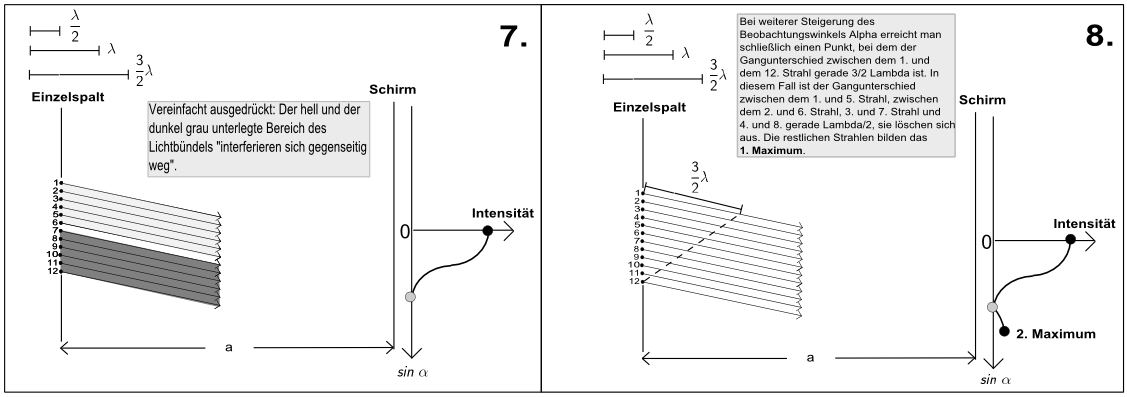 λ/2
λ
3/2 λ
7.
Einzelspalt
Schirm
Vereinfacht ausgedrückt: Der hell und der
dunkel grau unterlegte Bereich des
Lichtbündels "interferieren sich gegenseitig
weg".
1
2
3
4
5
6
7
8
9
10
11
12
0
Intensität
a
sin α
λ/2
λ
3/2 λ
8.
Bei weiterer Steigerung des
Beobachtungswinkels Alpha erreicht man
schließlich einen Punkt, bei dem der
Gangunterschied zwischen dem 1. und
dem 12. Strahl gerade 3/2 Lambda ist. In
diesem Fall ist der Gangunterschied
zwischen dem 1. und 5. Strahl, zwischen
dem 2. und 6. Strahl, 3. und 7. Strahl und
4. und 8. gerade Lambda/2, sie löschen sich
aus. Die restlichen Strahlen bilden das
1. Maximum.
Einzelspalt
Schirm
3/2 λ
1
2
3
4
5
6
7
8
9
10
11
12
0
Intensität
2. Maximum
a
sin α